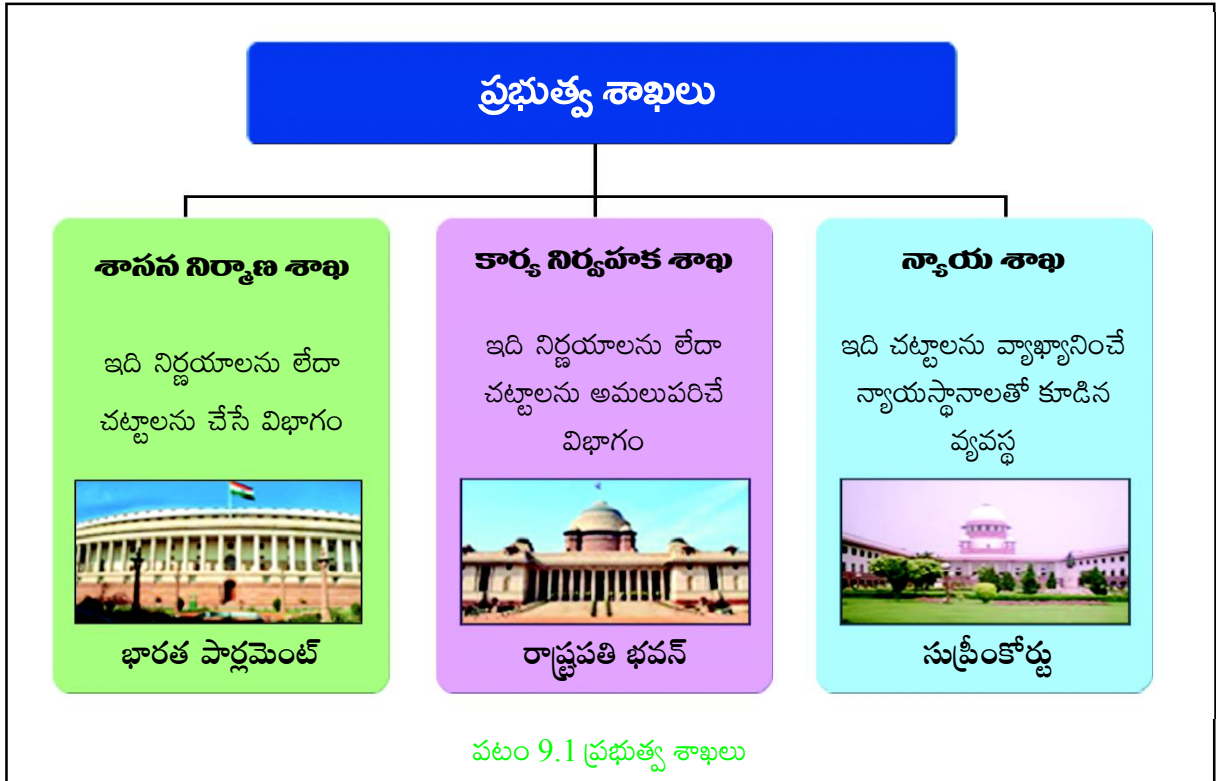 ప్రభుత్వ శాఖలు
శాసన నిర్మాణ శాఖ
ఇది నిర్ణయాలను లేదా
చట్టాలను చేసే విభాగం
భారత పార్లమెంట్
కార్య నిర్వహక శాఖ
ఇది నిర్ణయాలను లేదా
చట్టాలను అమలుపరిచే
విభాగం
రాష్ట్రపతి భవన్
న్యాయ శాఖ
ఇది చట్టాలను వ్యాఖ్యానించే
న్యాయస్థానాలతో కూడిన
వ్యవస్థ
సుప్రీంకోర్టు
పటం 9.1 ప్రభుత్వ శాఖలు